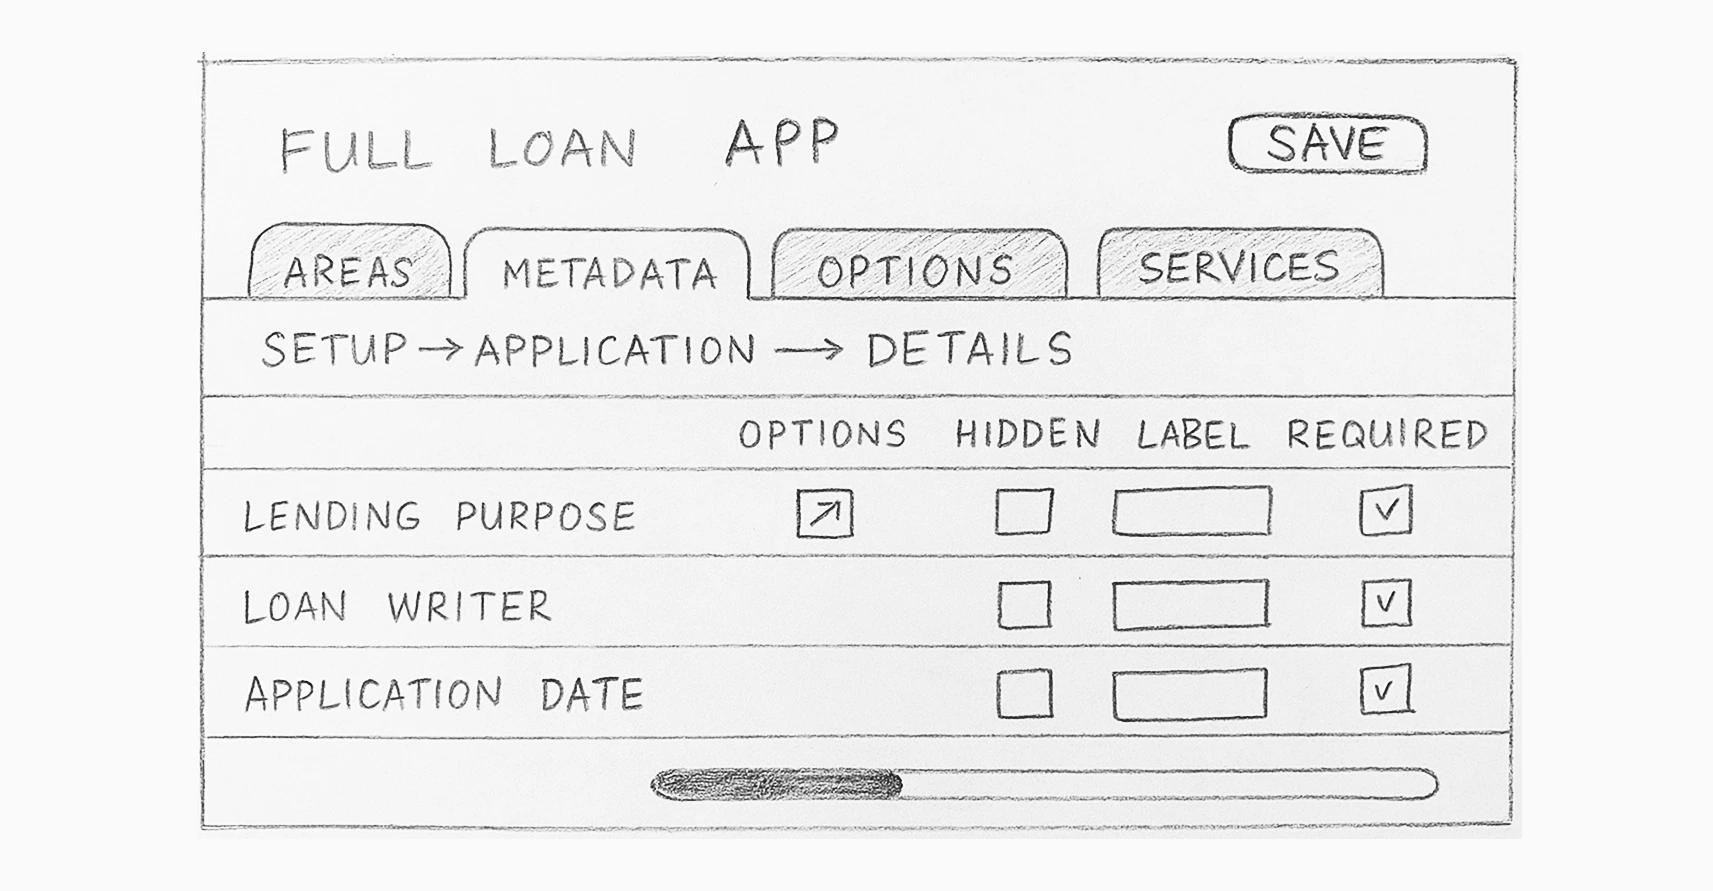 FULL LOAN APP SAVE
AREAS METADATA OPTIONS SERVICES
SETUP → APPLICATION → DETAILS
OPTIONS HIDDEN LABEL REQUIRED
LENDING PURPOSE
LOAN WRITER
APPLICATION DATE